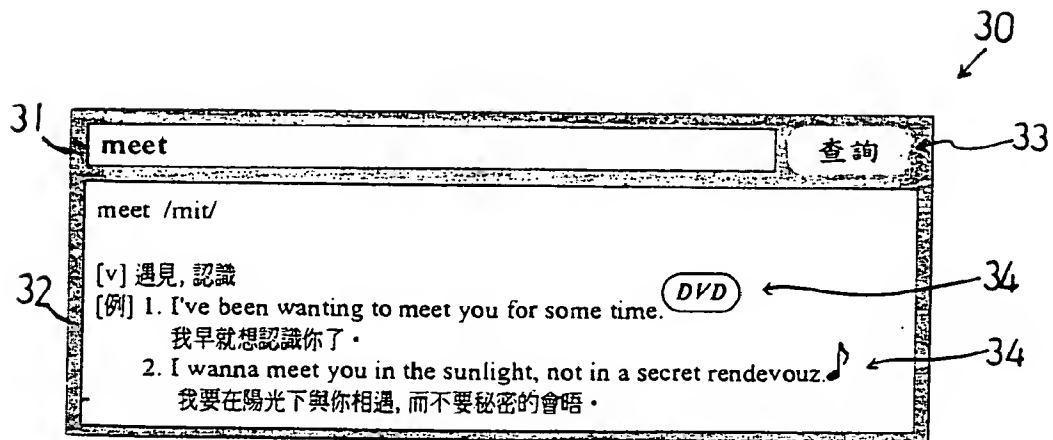 30
31 meet 查詢 33
meet /mit/
[v] 遇見, 認識
32 [例] 1. I've been wanting to meet you for some time. DVD 34
我早就想認識你了。
2. I wanna meet you in the sunlight, not in a secret rendevouz. ♪ 34
我要在陽光下與你相遇, 而不要秘密的會晤。